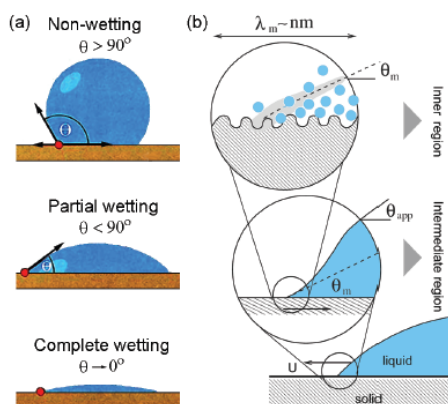 (a)
Non-wetting
θ > 90°
Θ
Partial wetting
θ < 90°
Θ
Complete wetting
θ → 0°
(b)
λm~nm
θm
Inner region
θapp
θm
Intermediate region
U
liquid
solid